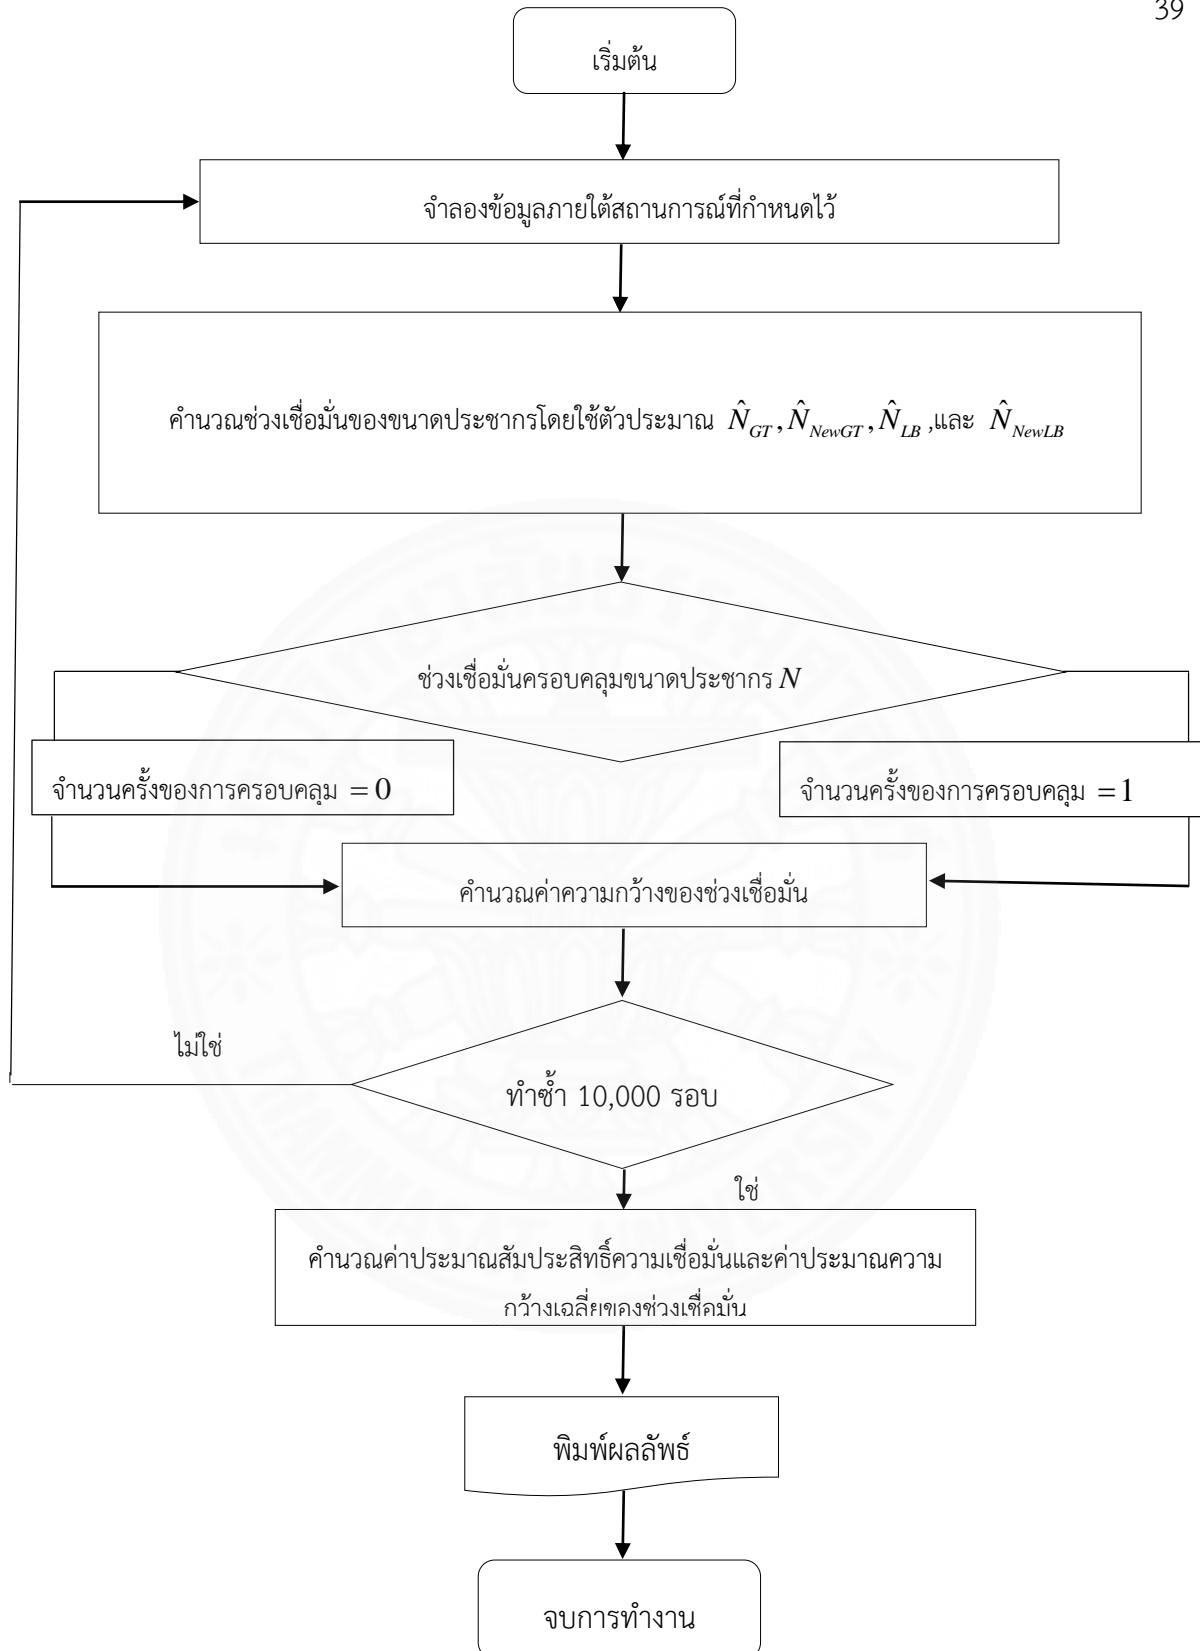 39
เริ่มต้น
จำลองข้อมูลภายใต้สถานการณ์ที่กำหนดไว้
คำนวณช่วงเชื่อมั่นของขนาดประชากรโดยใช้ตัวประมาณ N̂_GT, N̂_NewGT, N̂_LB ,และ N̂_NewLB
ช่วงเชื่อมั่นครอบคลุมขนาดประชากร N
จำนวนครั้งของการครอบคลุม = 0
จำนวนครั้งของการครอบคลุม = 1
คำนวณค่าความกว้างของช่วงเชื่อมั่น
ไม่ใช่
ทำซ้ำ 10,000 รอบ
ใช่
คำนวณค่าประมาณสัมประสิทธิ์ความเชื่อมั่นและค่าประมาณความ
กว้างเฉลี่ยของช่วงเชื่อมั่น
พิมพ์ผลลัพธ์
จบการทำงาน